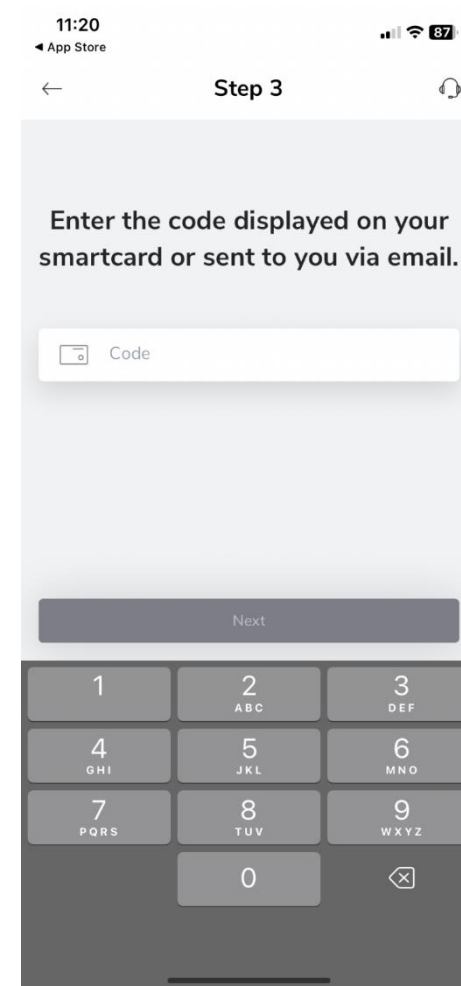 11:20
87
◀ App Store
Step 3
Enter the code displayed on your
smartcard or sent to you via email.
Code
Next
1
2
ABC
3
DEF
4
GHI
5
JKL
6
MNO
7
PQRS
8
TUV
9
WXYZ
0